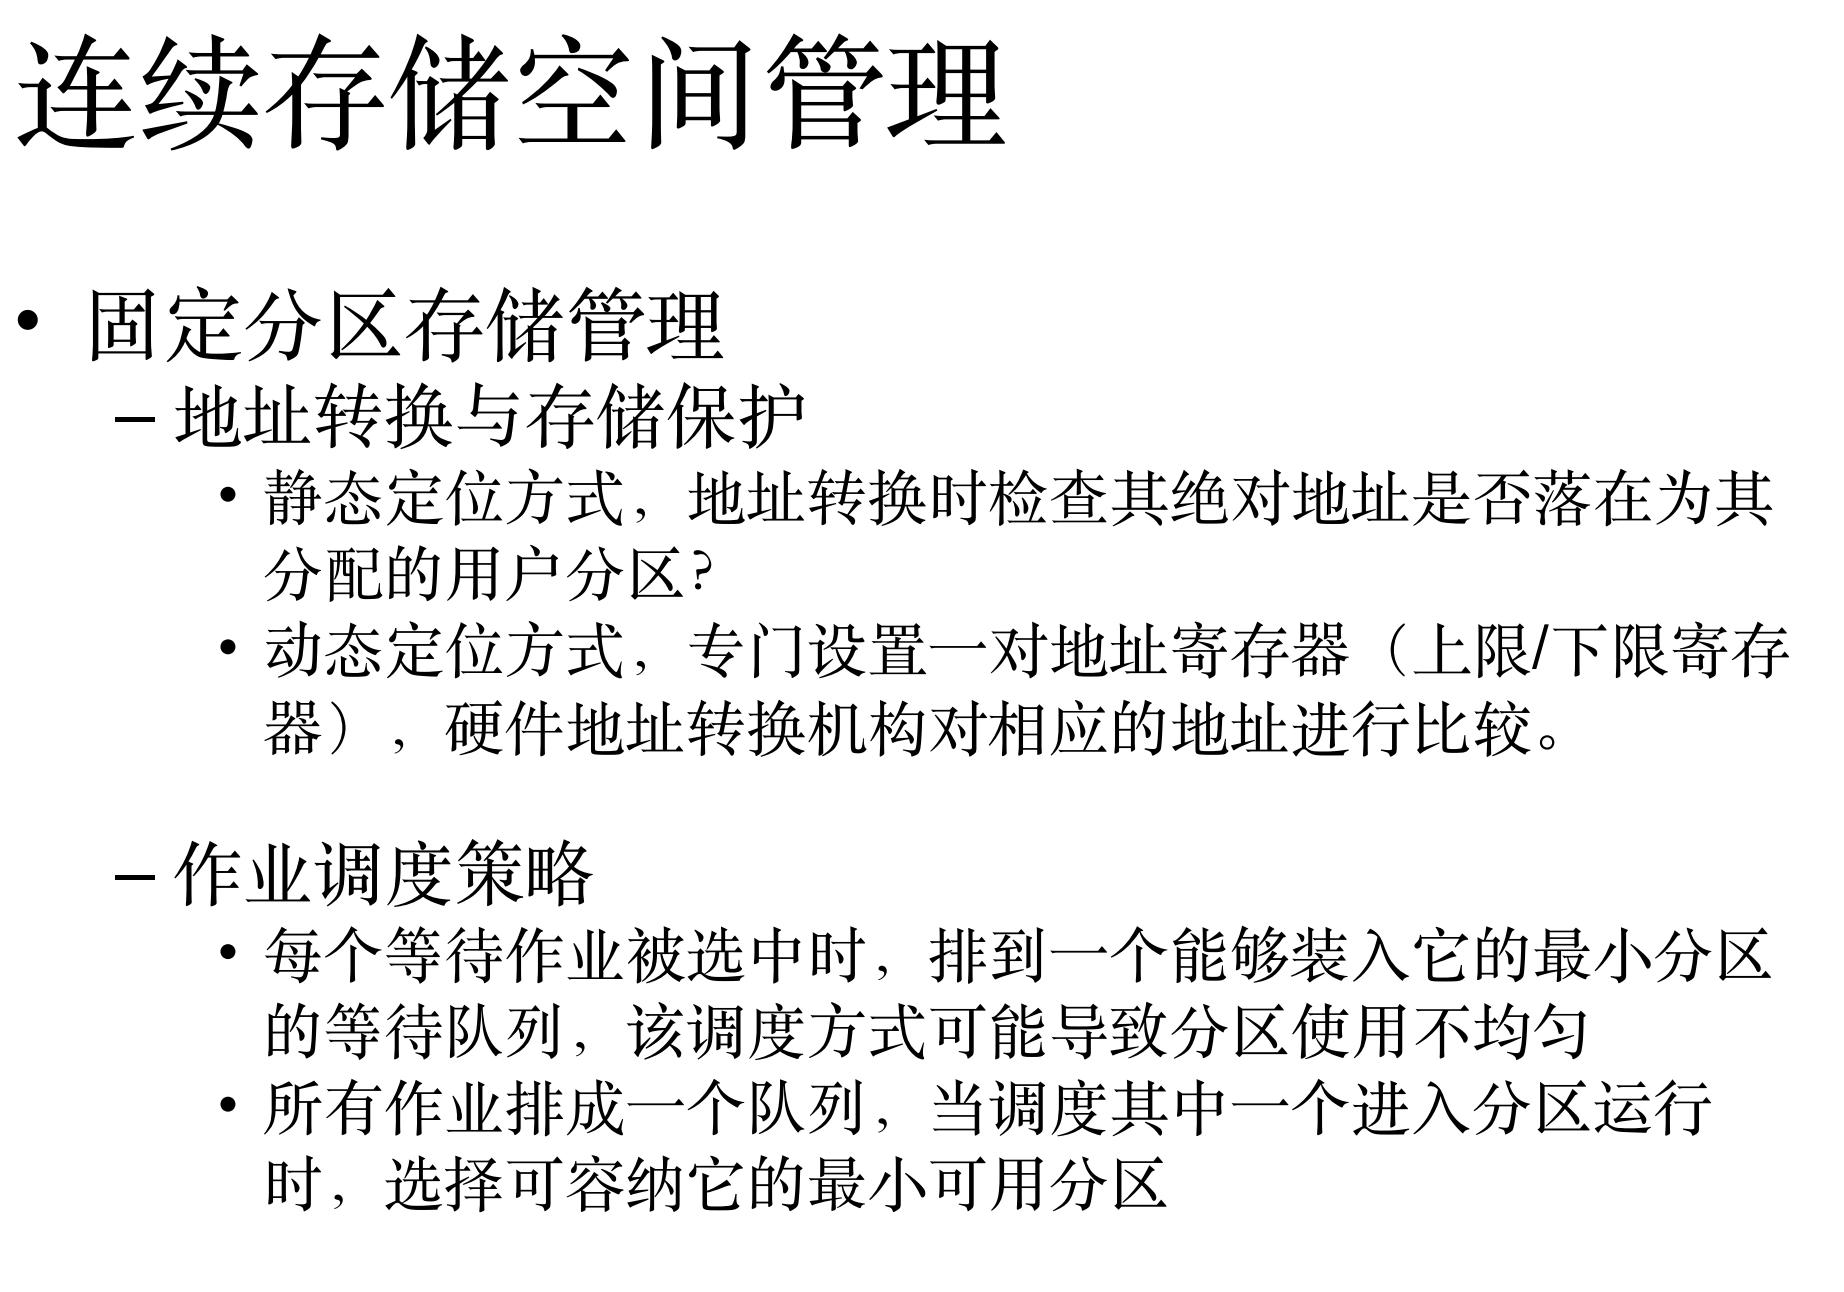 连续存储空间管理
• 固定分区存储管理
– 地址转换与存储保护
• 静态定位方式，地址转换时检查其绝对地址是否落在为其
分配的用户分区？
• 动态定位方式，专门设置一对地址寄存器（上限/下限寄存
器），硬件地址转换机构对相应的地址进行比较。
– 作业调度策略
• 每个等待作业被选中时，排到一个能够装入它的最小分区
的等待队列，该调度方式可能导致分区使用不均匀
• 所有作业排成一个队列，当调度其中一个进入分区运行
时，选择可容纳它的最小可用分区